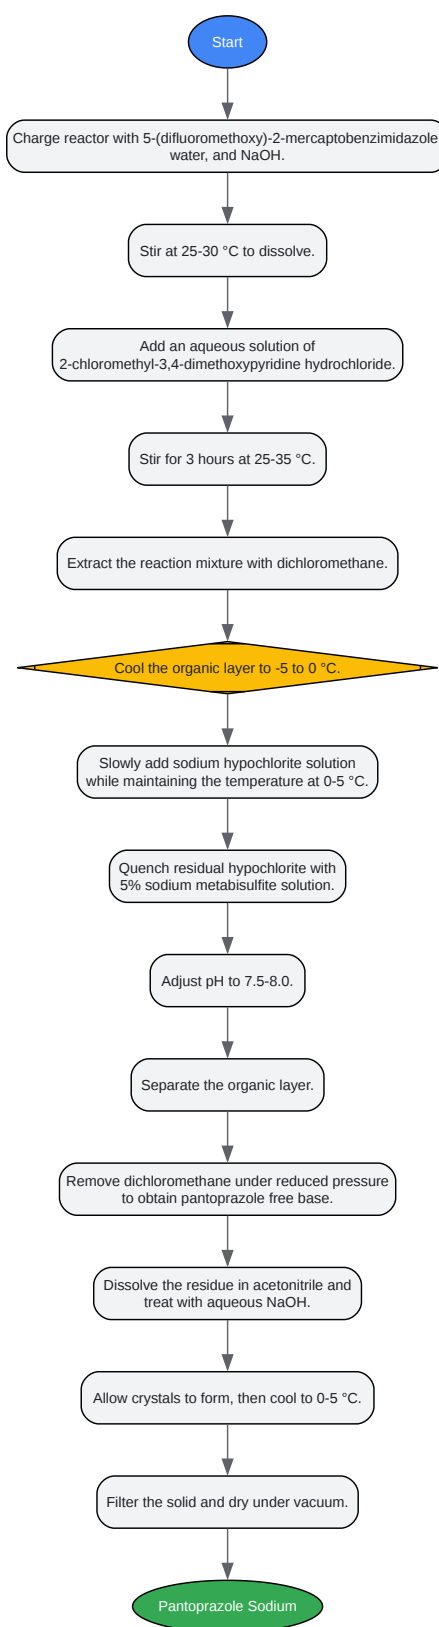 Start
Charge reactor with 5-(difluoromethoxy)-2-mercaptobenzimidazole
water, and NaOH.
Stir at 25-30 °C to dissolve.
Add an aqueous solution of
2-chloromethyl-3,4-dimethoxypyridine hydrochloride.
Stir for 3 hours at 25-35 °C.
Extract the reaction mixture with dichloromethane.
Cool the organic layer to -5 to 0 °C.
Slowly add sodium hypochlorite solution
while maintaining the temperature at 0-5 °C.
Quench residual hypochlorite with
5% sodium metabisulfite solution.
Adjust pH to 7.5-8.0.
Separate the organic layer.
Remove dichloromethane under reduced pressure
to obtain pantoprazole free base.
Dissolve the residue in acetonitrile and
treat with aqueous NaOH.
Allow crystals to form, then cool to 0-5 °C.
Filter the solid and dry under vacuum.
Pantoprazole Sodium